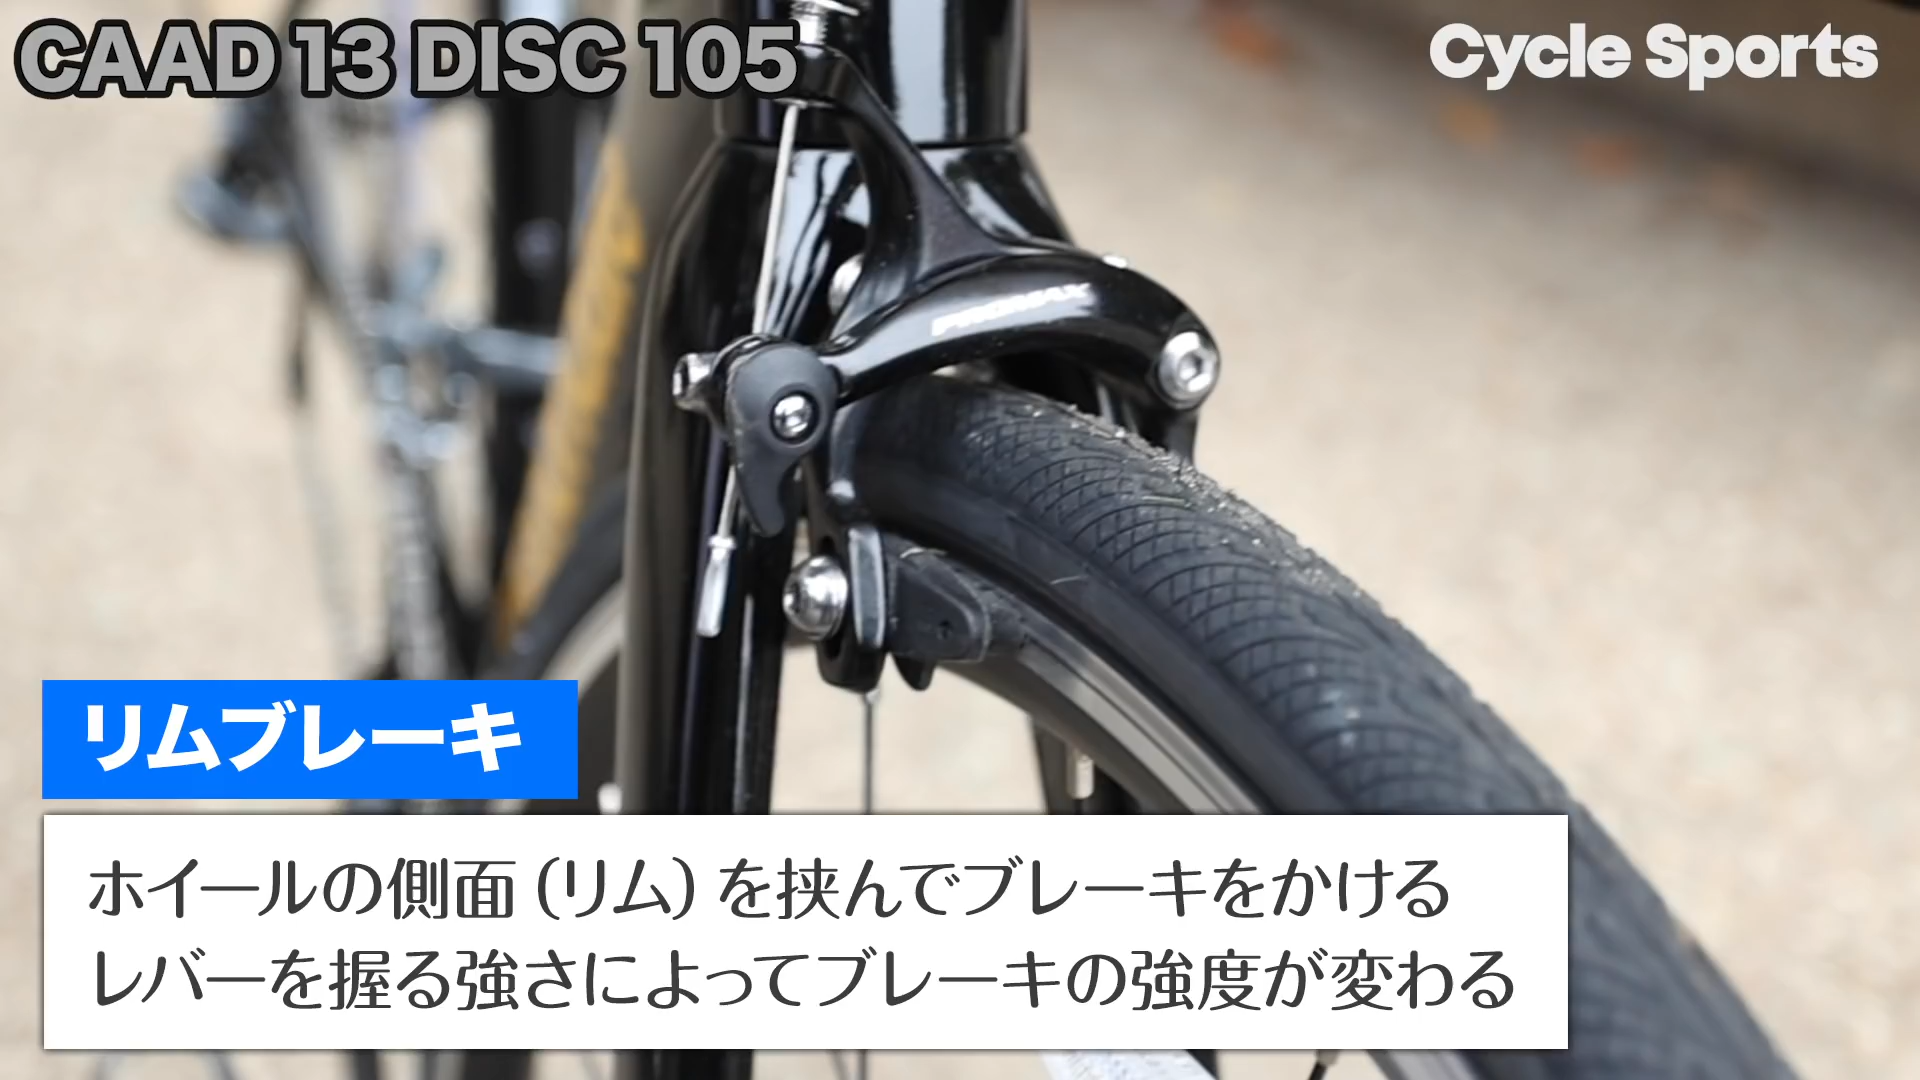 CAAD 13 DISC 105
Cycle Sports
PROMAX
リムブレーキ
ホイールの側面(リム)を挟んでブレーキをかける
レバーを握る強さによってブレーキの強度が変わる